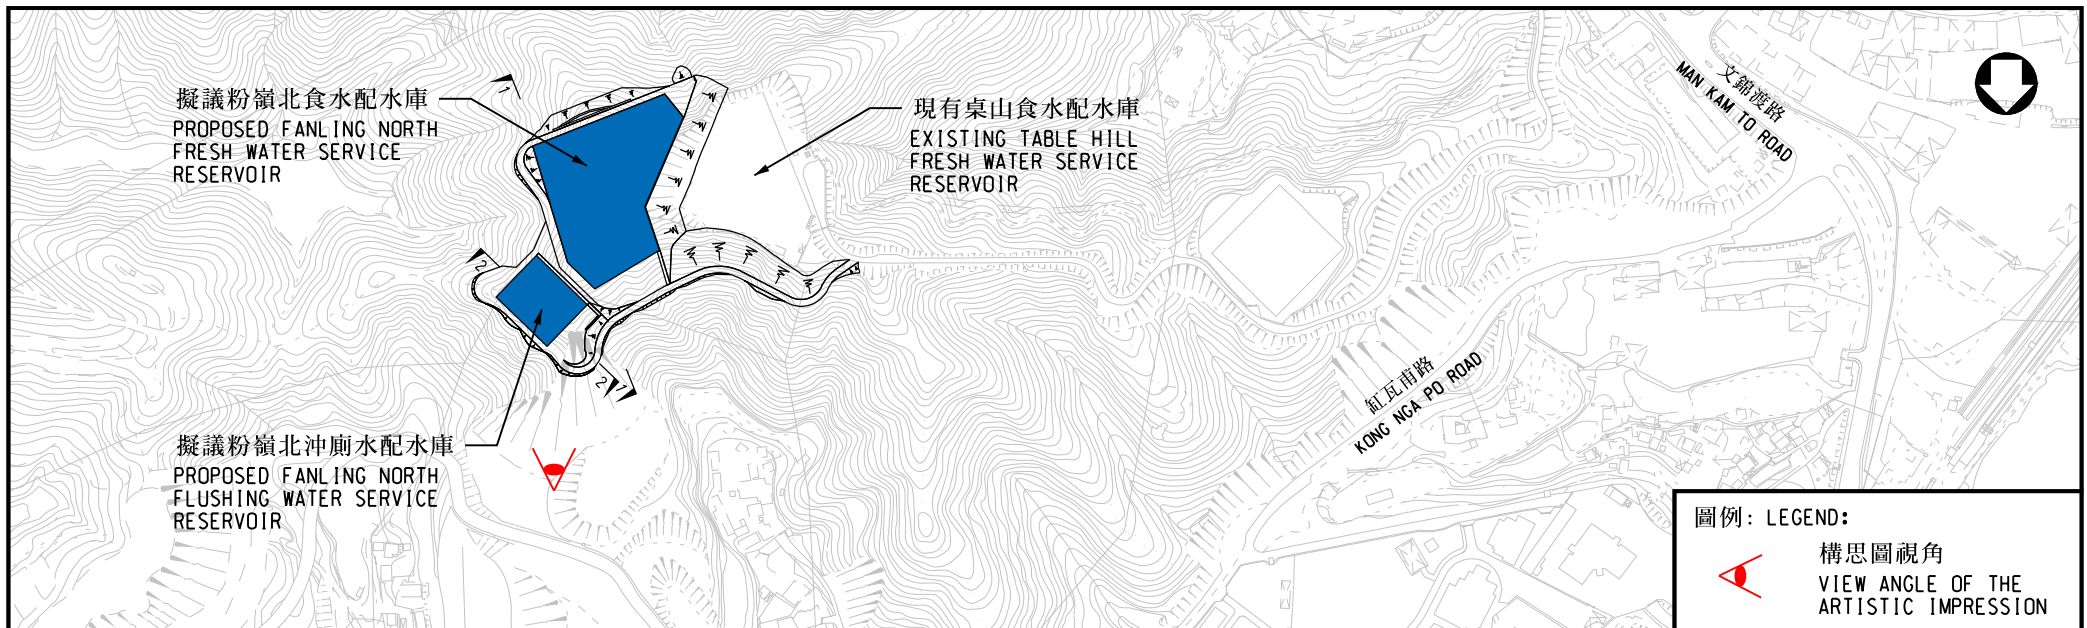 擬議粉嶺北食水配水庫
PROPOSED FANLING NORTH
FRESH WATER SERVICE
RESERVOIR
現有桌山食水配水庫
EXISTING TABLE HILL
FRESH WATER SERVICE
RESERVOIR
文錦渡路
MAN KAM TO ROAD
1
2
2
1
缸瓦甫路
KONG NGA PO ROAD
擬議粉嶺北沖廁水配水庫
PROPOSED FANLING NORTH
FLUSHING WATER SERVICE
RESERVOIR
圖例: LEGEND:
構思圖視角
VIEW ANGLE OF THE
ARTISTIC IMPRESSION